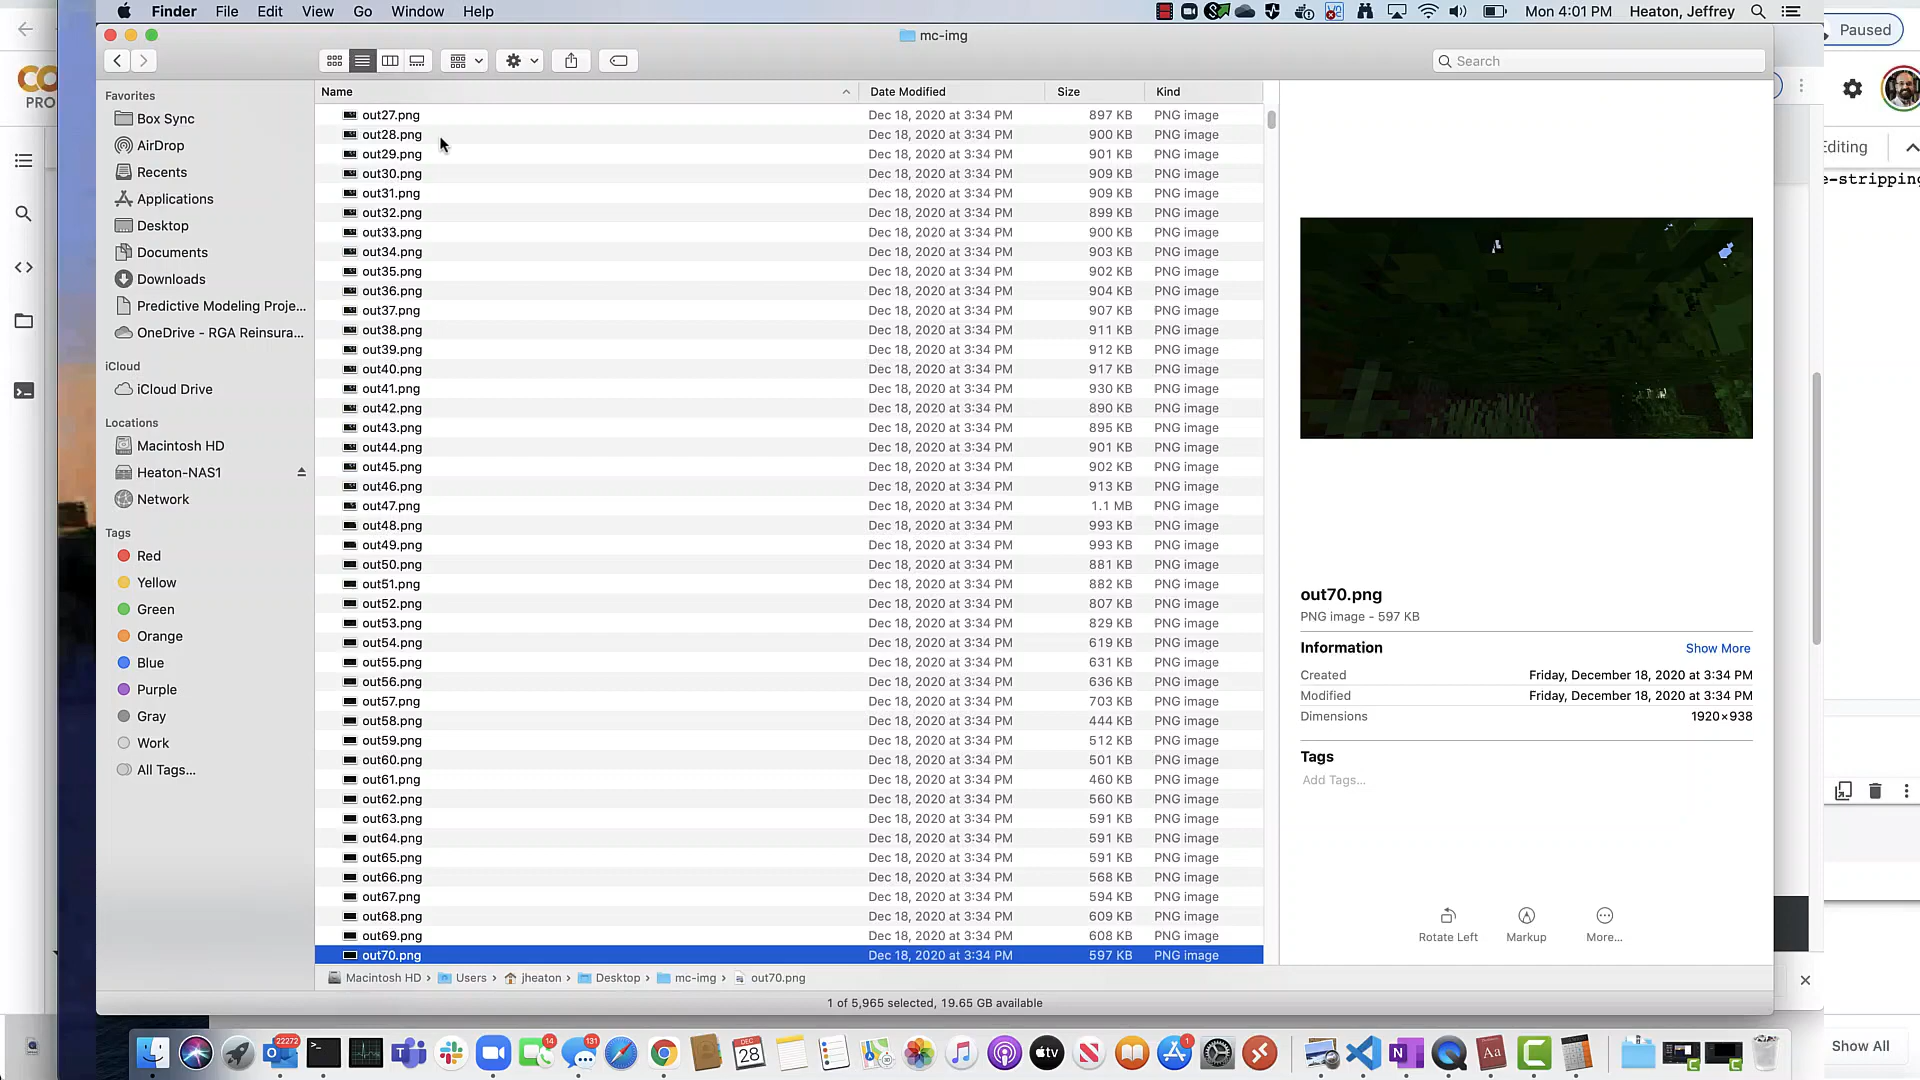 Finder File Edit View Go Window Help Mon 4:01 PM Heaton, Jeffrey
Paused
mc-img
Search
CO
PRO
Editing
e-stripping
Favorites
Box Sync
AirDrop
Recents
Applications
Desktop
Documents
Downloads
Predictive Modeling Proje...
OneDrive - RGA Reinsura...
iCloud
iCloud Drive
Locations
Macintosh HD
Heaton-NAS1
Network
Tags
Red
Yellow
Green
Orange
Blue
Purple
Gray
Work
All Tags...
Name Date Modified Size Kind
out27.png Dec 18, 2020 at 3:34 PM 897 KB PNG image
out28.png Dec 18, 2020 at 3:34 PM 900 KB PNG image
out29.png Dec 18, 2020 at 3:34 PM 901 KB PNG image
out30.png Dec 18, 2020 at 3:34 PM 909 KB PNG image
out31.png Dec 18, 2020 at 3:34 PM 909 KB PNG image
out32.png Dec 18, 2020 at 3:34 PM 899 KB PNG image
out33.png Dec 18, 2020 at 3:34 PM 900 KB PNG image
out34.png Dec 18, 2020 at 3:34 PM 903 KB PNG image
out35.png Dec 18, 2020 at 3:34 PM 902 KB PNG image
out36.png Dec 18, 2020 at 3:34 PM 904 KB PNG image
out37.png Dec 18, 2020 at 3:34 PM 907 KB PNG image
out38.png Dec 18, 2020 at 3:34 PM 911 KB PNG image
out39.png Dec 18, 2020 at 3:34 PM 912 KB PNG image
out40.png Dec 18, 2020 at 3:34 PM 917 KB PNG image
out41.png Dec 18, 2020 at 3:34 PM 930 KB PNG image
out42.png Dec 18, 2020 at 3:34 PM 890 KB PNG image
out43.png Dec 18, 2020 at 3:34 PM 895 KB PNG image
out44.png Dec 18, 2020 at 3:34 PM 901 KB PNG image
out45.png Dec 18, 2020 at 3:34 PM 902 KB PNG image
out46.png Dec 18, 2020 at 3:34 PM 913 KB PNG image
out47.png Dec 18, 2020 at 3:34 PM 1.1 MB PNG image
out48.png Dec 18, 2020 at 3:34 PM 993 KB PNG image
out49.png Dec 18, 2020 at 3:34 PM 993 KB PNG image
out50.png Dec 18, 2020 at 3:34 PM 881 KB PNG image
out51.png Dec 18, 2020 at 3:34 PM 882 KB PNG image
out52.png Dec 18, 2020 at 3:34 PM 807 KB PNG image
out53.png Dec 18, 2020 at 3:34 PM 829 KB PNG image
out54.png Dec 18, 2020 at 3:34 PM 619 KB PNG image
out55.png Dec 18, 2020 at 3:34 PM 631 KB PNG image
out56.png Dec 18, 2020 at 3:34 PM 636 KB PNG image
out57.png Dec 18, 2020 at 3:34 PM 703 KB PNG image
out58.png Dec 18, 2020 at 3:34 PM 444 KB PNG image
out59.png Dec 18, 2020 at 3:34 PM 512 KB PNG image
out60.png Dec 18, 2020 at 3:34 PM 501 KB PNG image
out61.png Dec 18, 2020 at 3:34 PM 460 KB PNG image
out62.png Dec 18, 2020 at 3:34 PM 560 KB PNG image
out63.png Dec 18, 2020 at 3:34 PM 591 KB PNG image
out64.png Dec 18, 2020 at 3:34 PM 591 KB PNG image
out65.png Dec 18, 2020 at 3:34 PM 591 KB PNG image
out66.png Dec 18, 2020 at 3:34 PM 568 KB PNG image
out67.png Dec 18, 2020 at 3:34 PM 594 KB PNG image
out68.png Dec 18, 2020 at 3:34 PM 609 KB PNG image
out69.png Dec 18, 2020 at 3:34 PM 608 KB PNG image
out70.png Dec 18, 2020 at 3:34 PM 597 KB PNG image
out70.png
PNG image - 597 KB
Information Show More
Created Friday, December 18, 2020 at 3:34 PM
Modified Friday, December 18, 2020 at 3:34 PM
Dimensions 1920×938
Tags
Add Tags...
Rotate Left Markup More...
Macintosh HD › Users › jheaton › Desktop › mc-img › out70.png
1 of 5,965 selected, 19.65 GB available
22272
14
131
DEC
28
tv
1
N
Aa
C
Show All